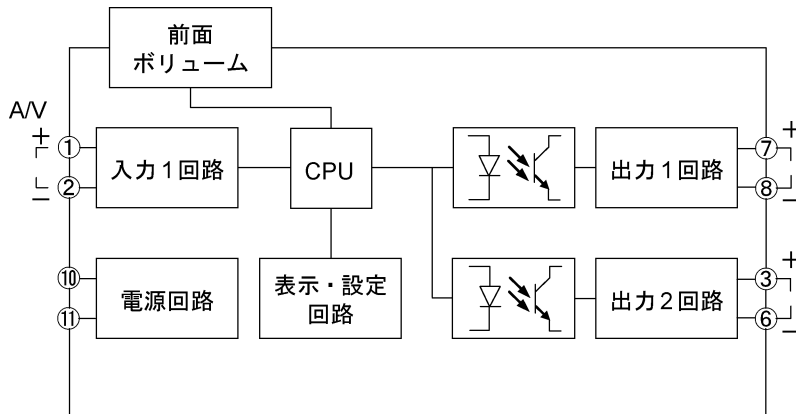 前面
ボリューム
A/V
+
①
②
−
入力1回路
CPU
出力1回路
+
⑦
⑧
−
⑩
⑪
電源回路
表示・設定
回路
出力2回路
+
③
⑥
−